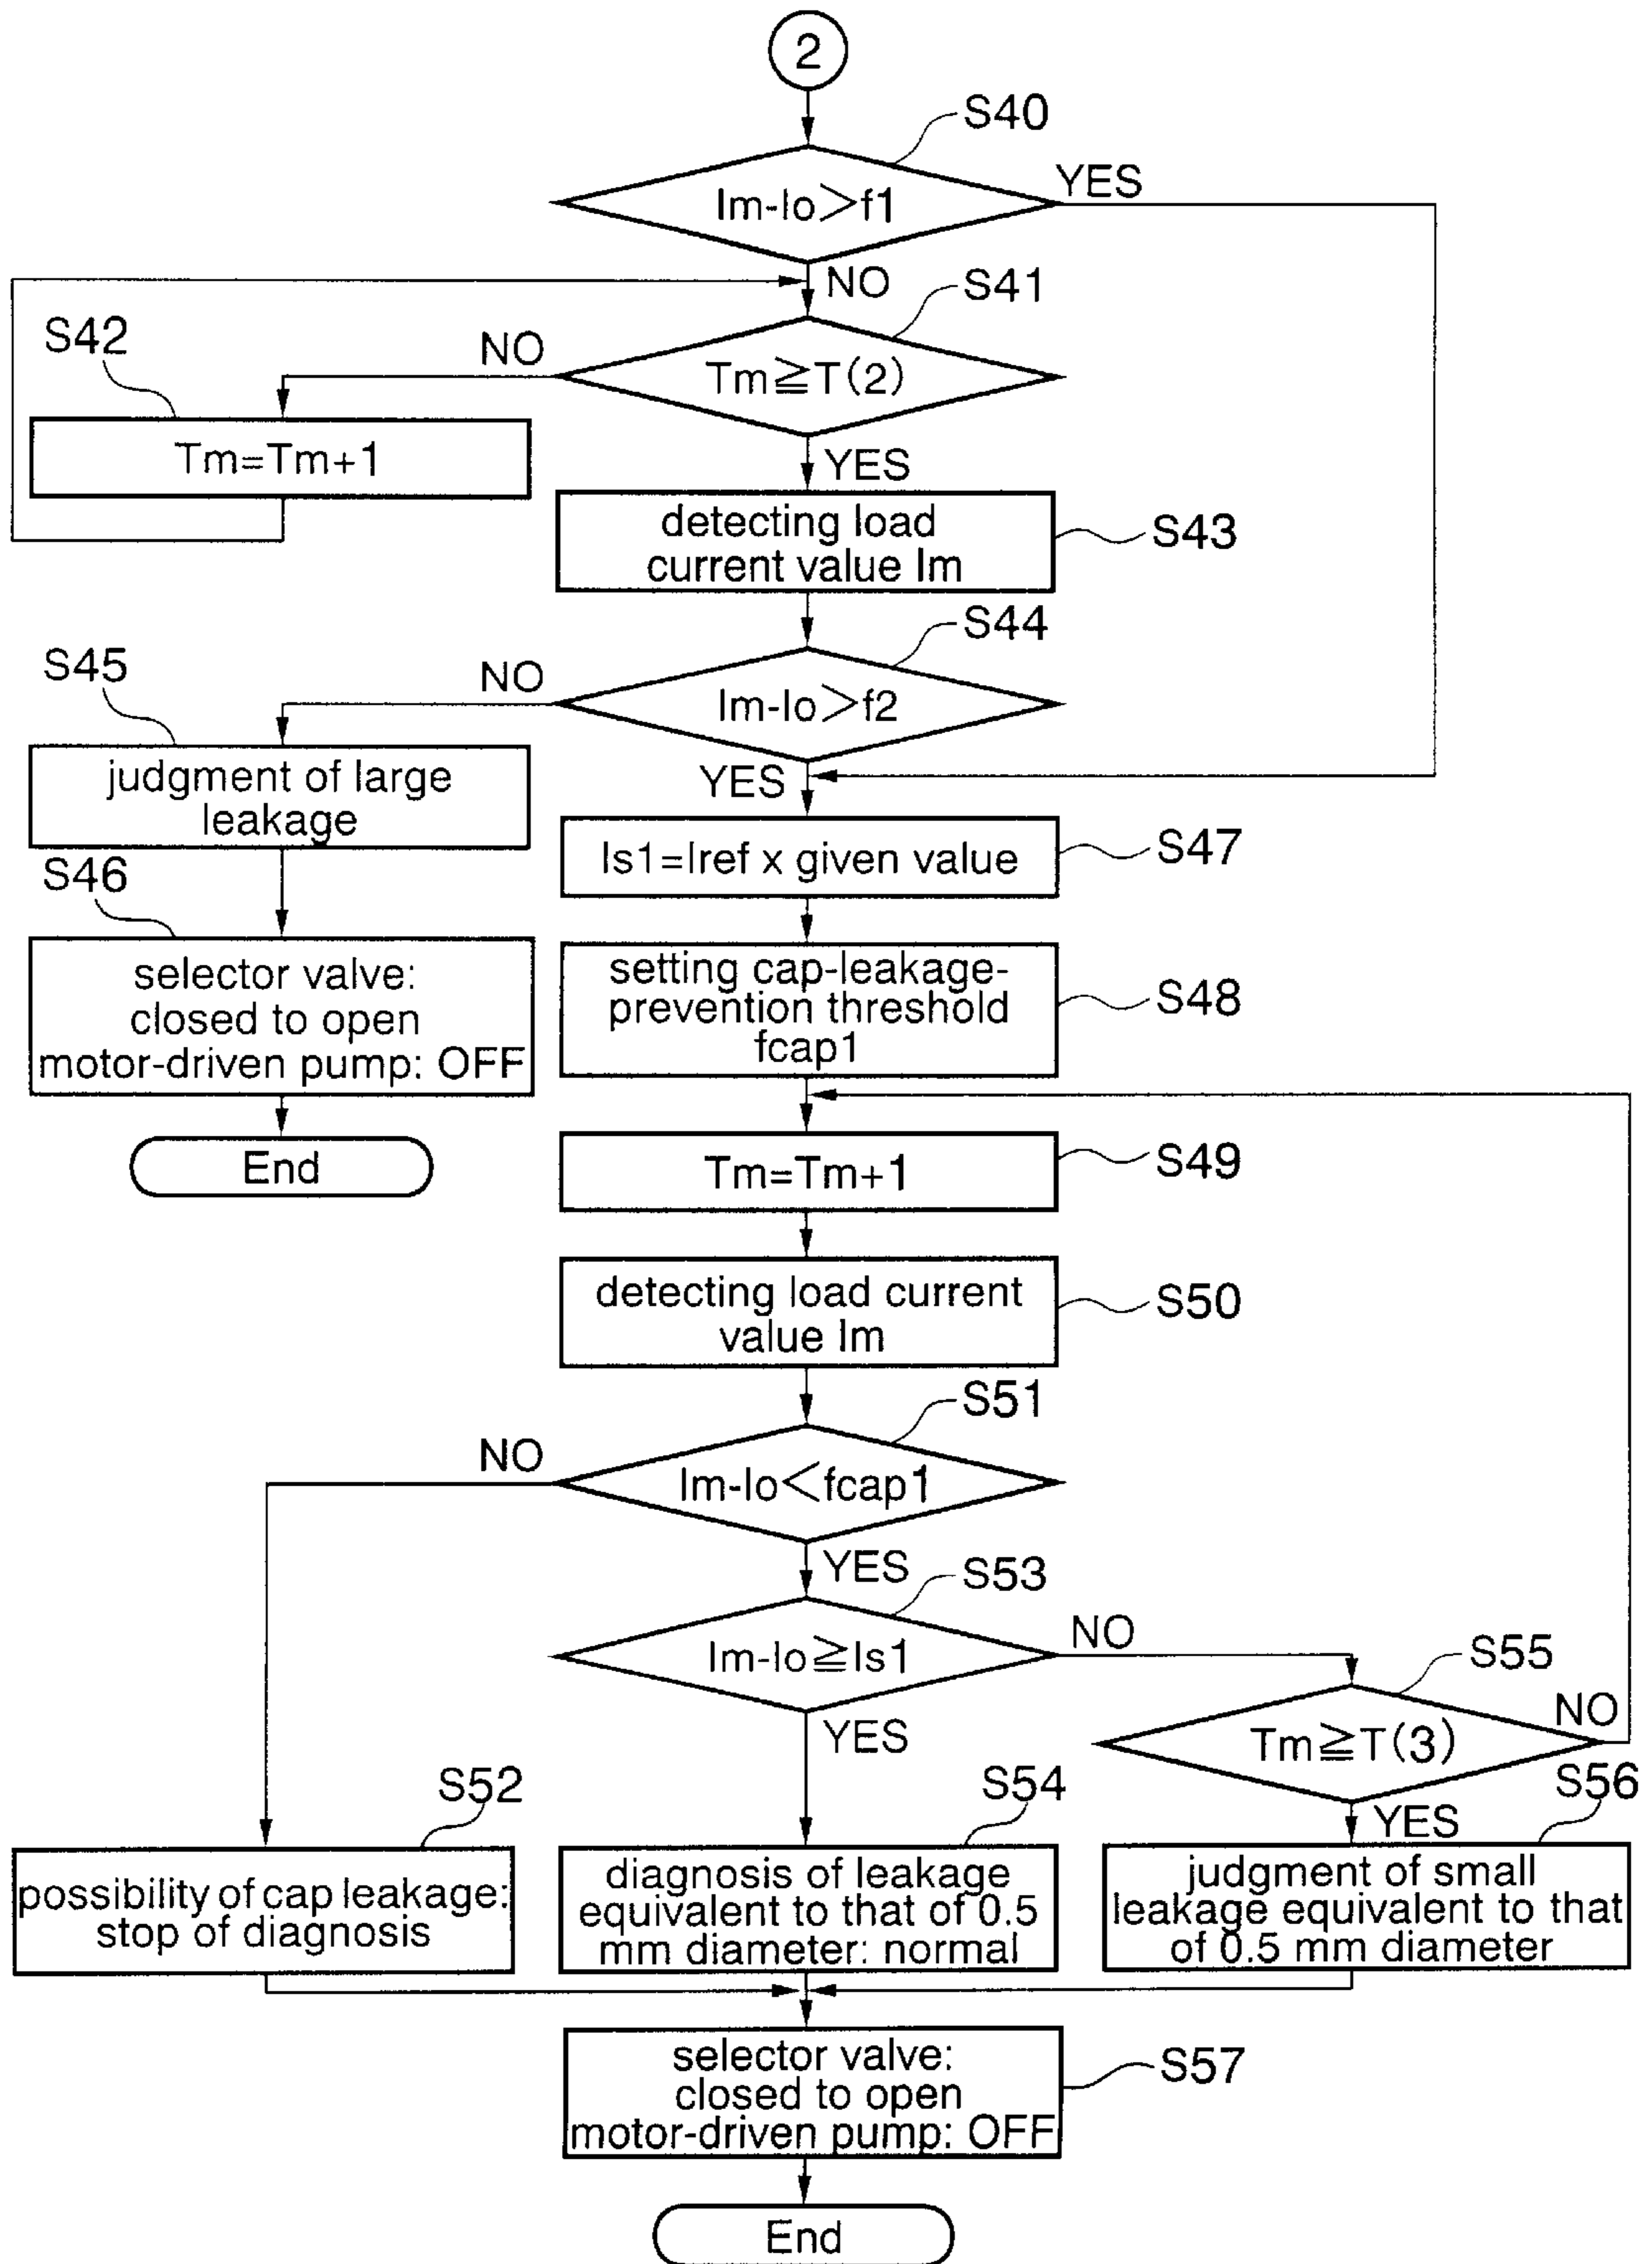 2
S40
Im-Io>f1
YES
NO
S41
S42
NO
Tm≧T(2)
Tm=Tm+1
YES
detecting load
current value Im
S43
S44
S45
NO
Im-Io>f2
judgment of large
leakage
YES
S46
Is1=Iref x given value
S47
selector valve:
closed to open
motor-driven pump: OFF
setting cap-leakage-
prevention threshold
fcap1
S48
End
Tm=Tm+1
S49
detecting load current
value Im
S50
S51
NO
Im-Io<fcap1
YES
S53
Im-Io≧Is1
NO
S55
YES
Tm≧T(3)
NO
S52
S54
S56
YES
possibility of cap leakage:
stop of diagnosis
diagnosis of leakage
equivalent to that of 0.5
mm diameter: normal
judgment of small
leakage equivalent to that
of 0.5 mm diameter
selector valve:
closed to open
motor-driven pump: OFF
S57
End